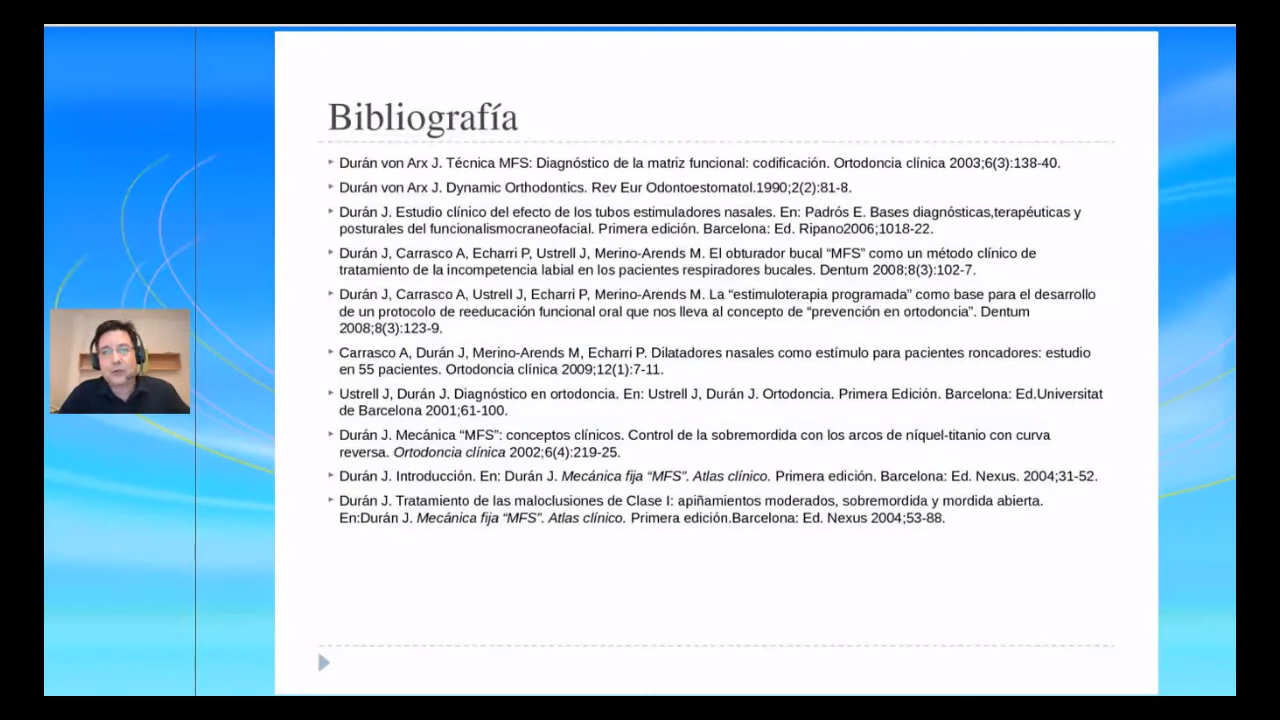 Bibliografía
Durán von Arx J. Técnica MFS: Diagnóstico de la matriz funcional: codificación. Ortodoncia clínica 2003;6(3):138-40.
Durán von Arx J. Dynamic Orthodontics. Rev Eur Odontoestomatol.1990;2(2):81-8.
Durán J. Estudio clínico del efecto de los tubos estimuladores nasales. En: Padrós E. Bases diagnósticas,terapéuticas y
posturales del funcionalismocraneofacial. Primera edición. Barcelona: Ed. Ripano2006;1018-22.
Durán J, Carrasco A, Echarri P, Ustrell J, Merino-Arends M. El obturador bucal “MFS” como un método clínico de
tratamiento de la incompetencia labial en los pacientes respiradores bucales. Dentum 2008;8(3):102-7.
Durán J, Carrasco A, Ustrell J, Echarri P, Merino-Arends M. La “estimuloterapia programada” como base para el desarrollo
de un protocolo de reeducación funcional oral que nos lleva al concepto de “prevención en ortodoncia”. Dentum
2008;8(3):123-9.
Carrasco A, Durán J, Merino-Arends M, Echarri P. Dilatadores nasales como estímulo para pacientes roncadores: estudio
en 55 pacientes. Ortodoncia clínica 2009;12(1):7-11.
Ustrell J, Durán J. Diagnóstico en ortodoncia. En: Ustrell J, Durán J. Ortodoncia. Primera Edición. Barcelona: Ed.Universitat
de Barcelona 2001;61-100.
Durán J. Mecánica “MFS”: conceptos clínicos. Control de la sobremordida con los arcos de níquel-titanio con curva
reversa. Ortodoncia clínica 2002;6(4):219-25.
Durán J. Introducción. En: Durán J. Mecánica fija “MFS”. Atlas clínico. Primera edición. Barcelona: Ed. Nexus. 2004;31-52.
Durán J. Tratamiento de las maloclusiones de Clase I: apiñamientos moderados, sobremordida y mordida abierta.
En:Durán J. Mecánica fija “MFS”. Atlas clínico. Primera edición.Barcelona: Ed. Nexus 2004;53-88.